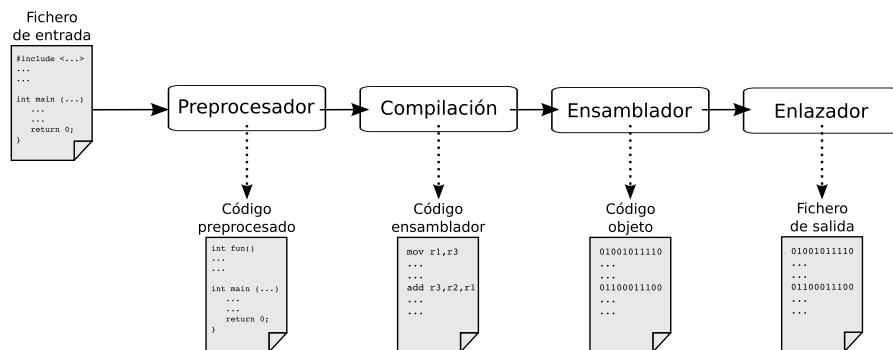 Fichero
de entrada
#include <...>
...
...
int main (...)
...
...
return 0;
}
Preprocesador
Compilación
Ensamblador
Enlazador
Código
preprocesado
int fun()
...
...
int main (...)
...
...
return 0;
}
Código
ensamblador
mov r1,r3
...
...
add r3,r2,r1
...
...
Código
objeto
01001011110
...
...
01100011100
...
...
Fichero
de salida
01001011110
...
...
01100011100
...
...